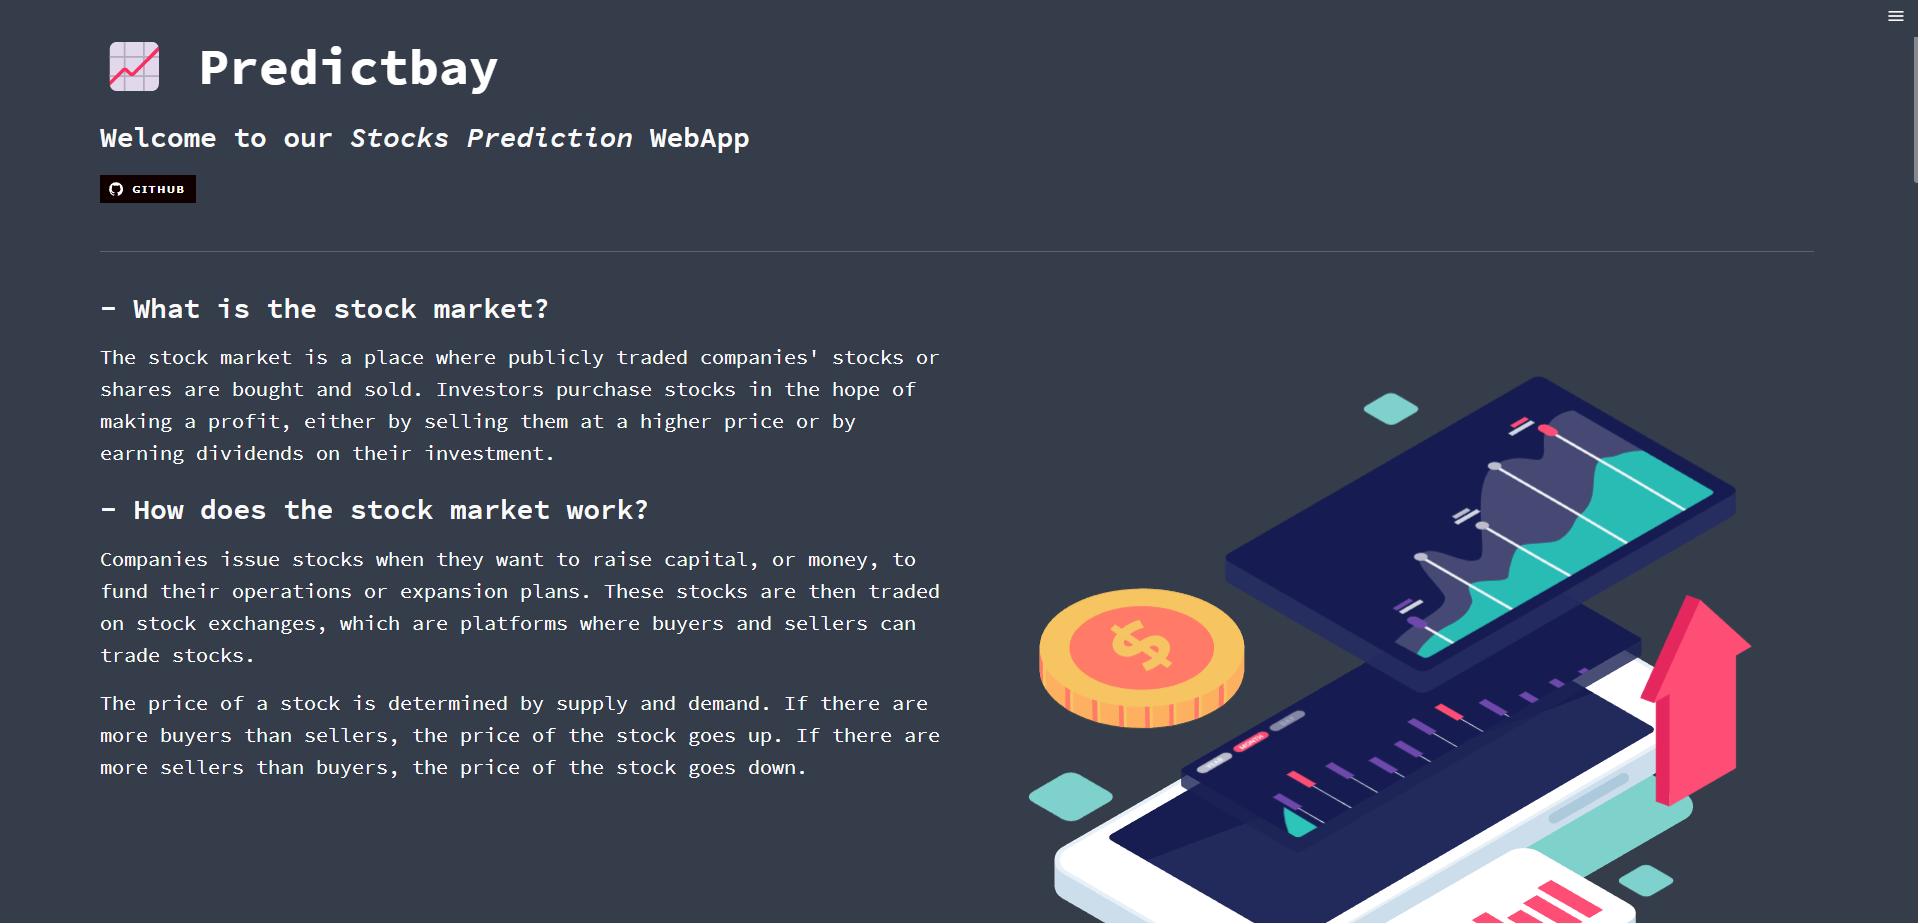 Predictbay
Welcome to our Stocks Prediction WebApp
GITHUB
- What is the stock market?
The stock market is a place where publicly traded companies' stocks or
shares are bought and sold. Investors purchase stocks in the hope of
making a profit, either by selling them at a higher price or by
earning dividends on their investment.
- How does the stock market work?
Companies issue stocks when they want to raise capital, or money, to
fund their operations or expansion plans. These stocks are then traded
on stock exchanges, which are platforms where buyers and sellers can
trade stocks.
The price of a stock is determined by supply and demand. If there are
more buyers than sellers, the price of the stock goes up. If there are
more sellers than buyers, the price of the stock goes down.
$
MONTH